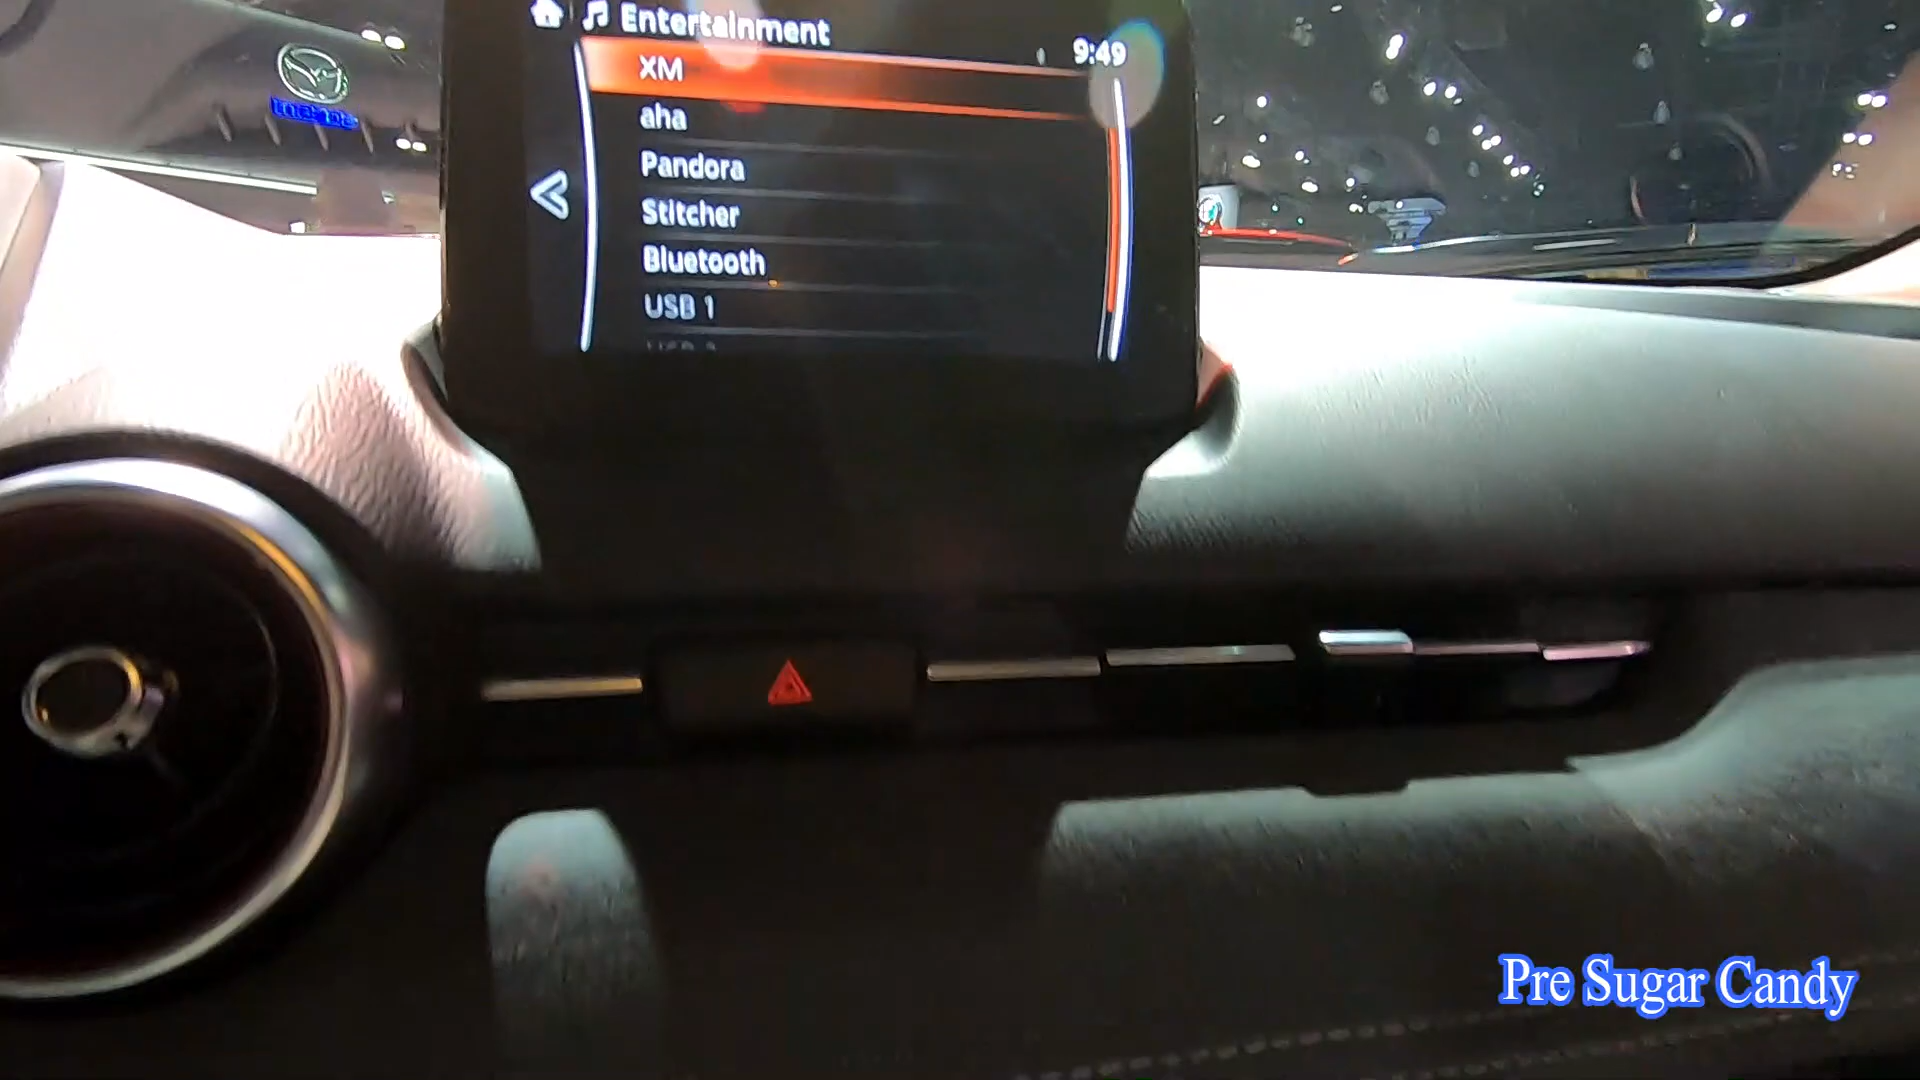 Entertainment
9:49
XM
aha
Pandora
Stitcher
Bluetooth
USB 1
Pre Sugar Candy